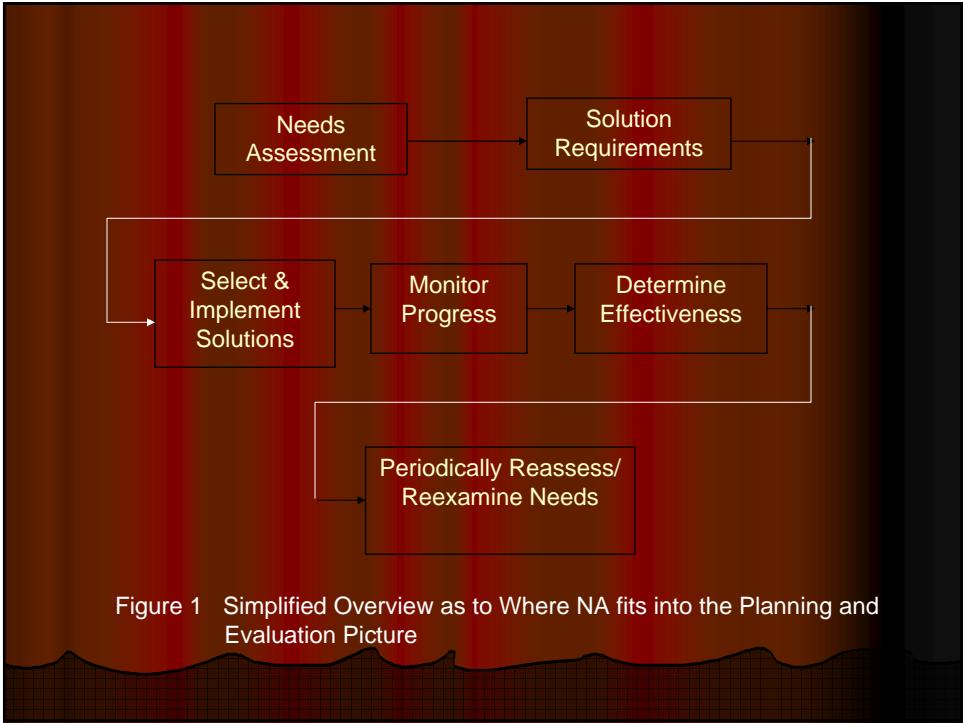 Needs
Assessment
Solution
Requirements
Select &
Implement
Solutions
Monitor
Progress
Determine
Effectiveness
Periodically Reassess/
Reexamine Needs
Figure 1 Simplified Overview as to Where NA fits into the Planning and
Evaluation Picture